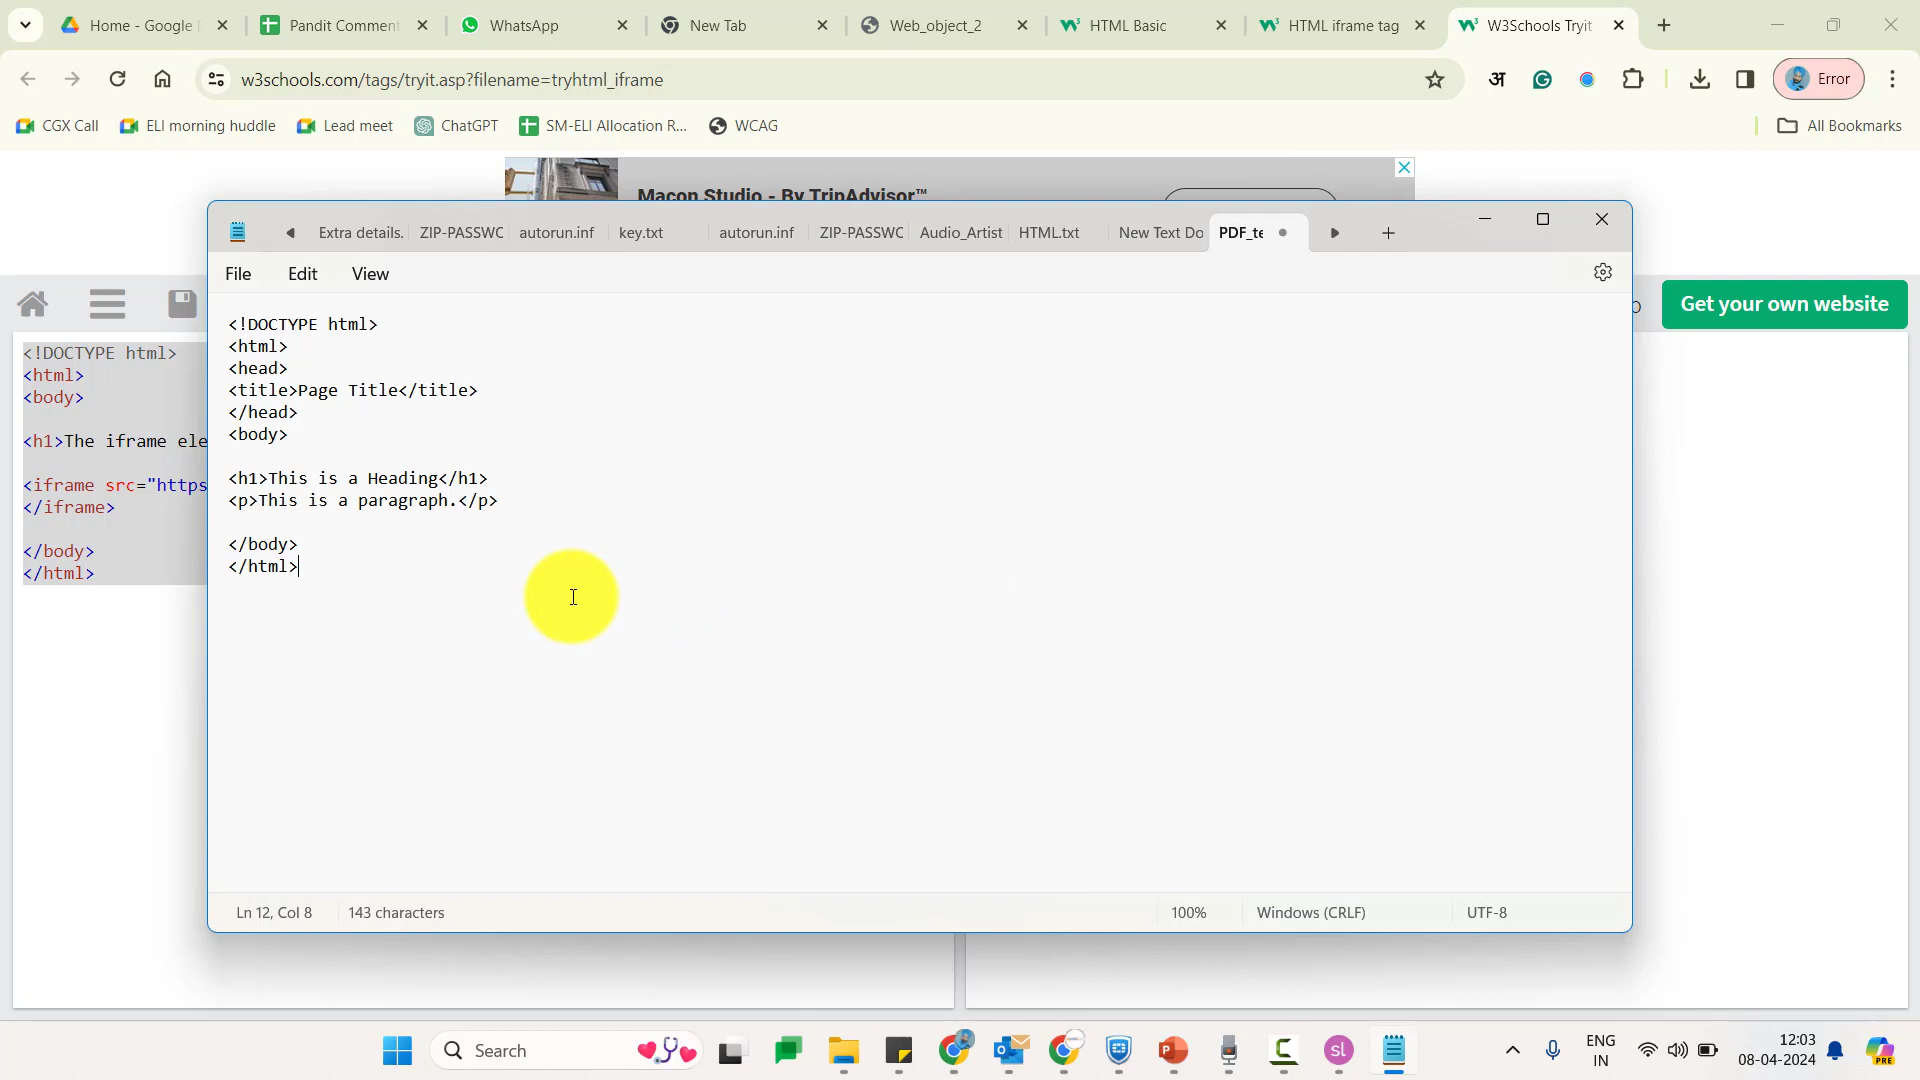 Home - Google
Pandit Comment
WhatsApp
New Tab
Web_object_2
HTML Basic
HTML iframe tag
W3Schools Tryit
w3schools.com/tags/tryit.asp?filename=tryhtml_iframe
अ
Error
CGX Call
ELI morning huddle
Lead meet
ChatGPT
SM-ELI Allocation R...
WCAG
All Bookmarks
Macon Studio - By TripAdvisor™
Extra details.
ZIP-PASSWC
autorun.inf
key.txt
autorun.inf
ZIP-PASSWC
Audio_Artist
HTML.txt
New Text Do
PDF_te
File
Edit
View
Get your own website
<!DOCTYPE html>
<html>
<head>
<title>Page Title</title>
</head>
<body>
<h1>This is a Heading</h1>
<p>This is a paragraph.</p>
</body>
</html>
<!DOCTYPE html>
<html>
<body>
<h1>The iframe ele
<iframe src="https
</iframe>
</body>
</html>
Ln 12, Col 8
143 characters
100%
Windows (CRLF)
UTF-8
Search
sl
ENG
IN
12:03
08-04-2024
PRE